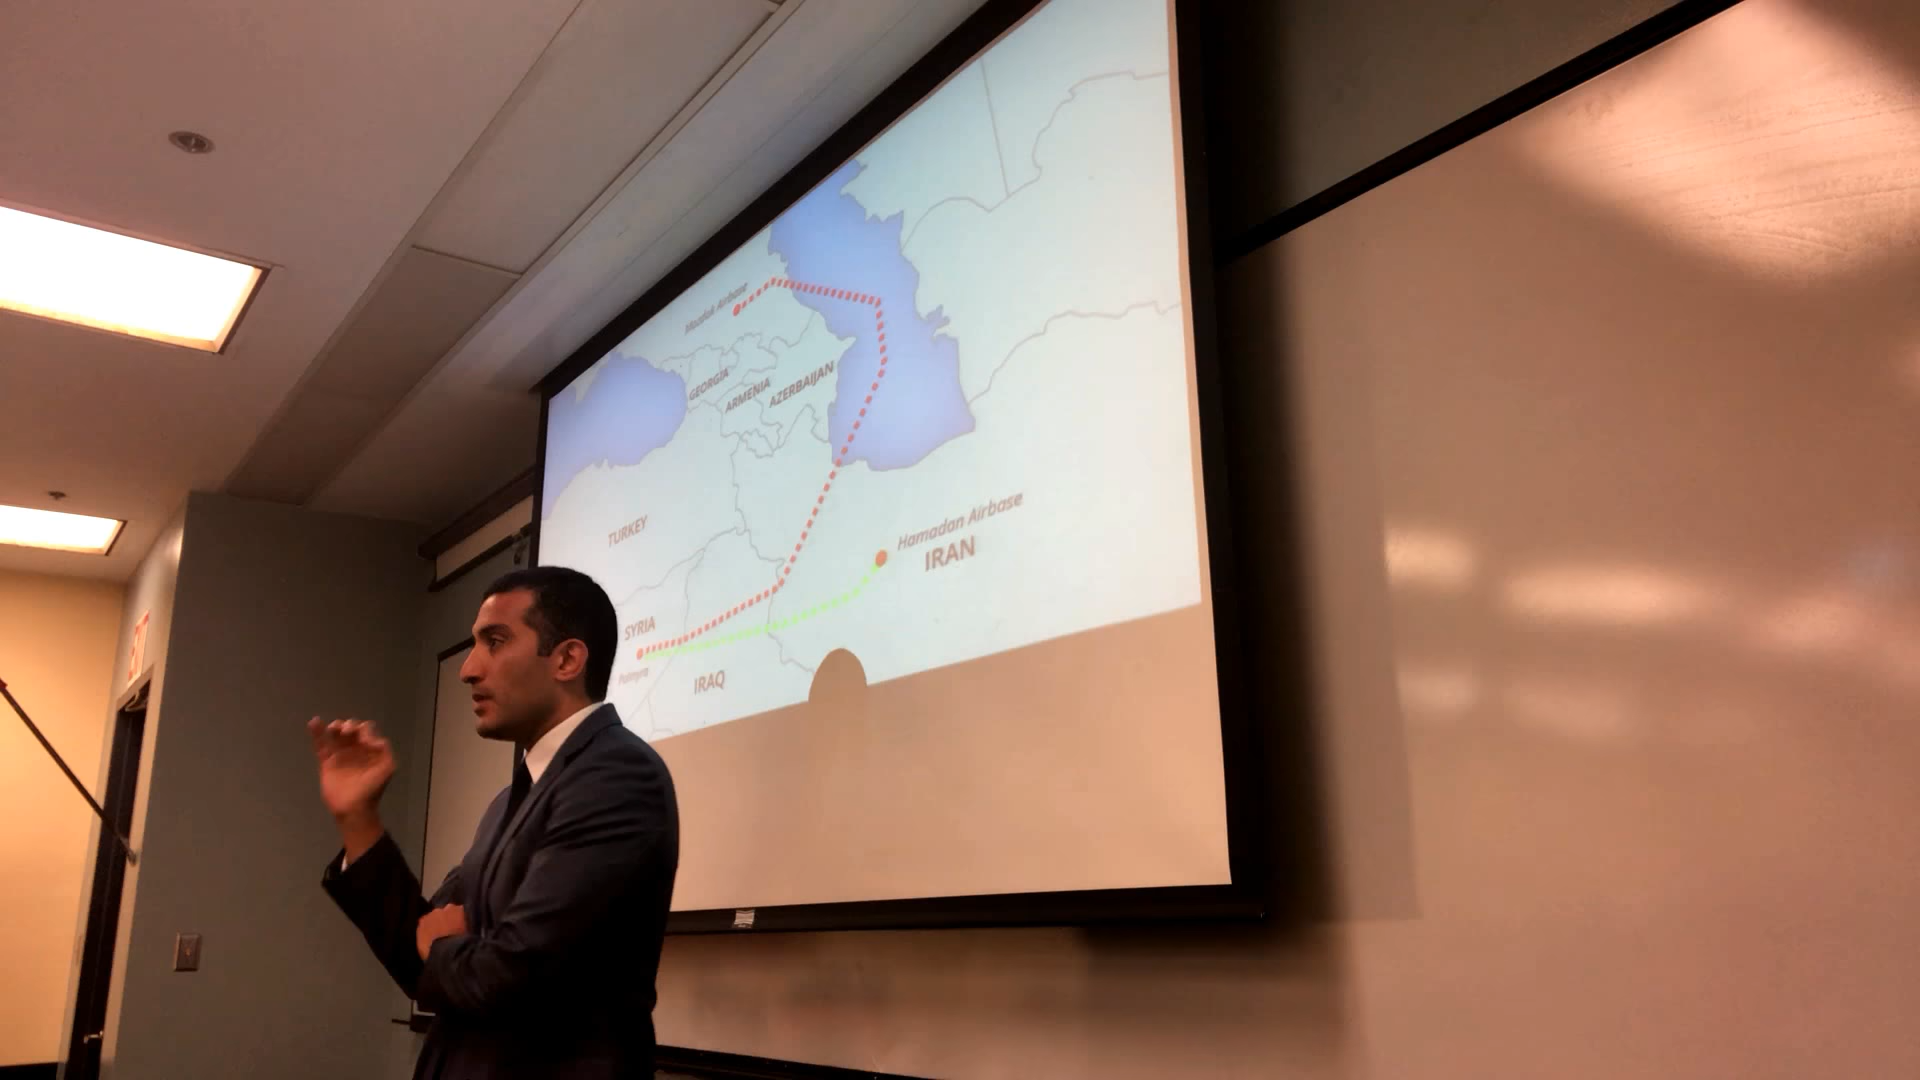 Mozdok Airbase
GEORGIA
ARMENIA
AZERBAIJAN
TURKEY
Hamadan Airbase
IRAN
SYRIA
Palmyra
IRAQ
EXIT